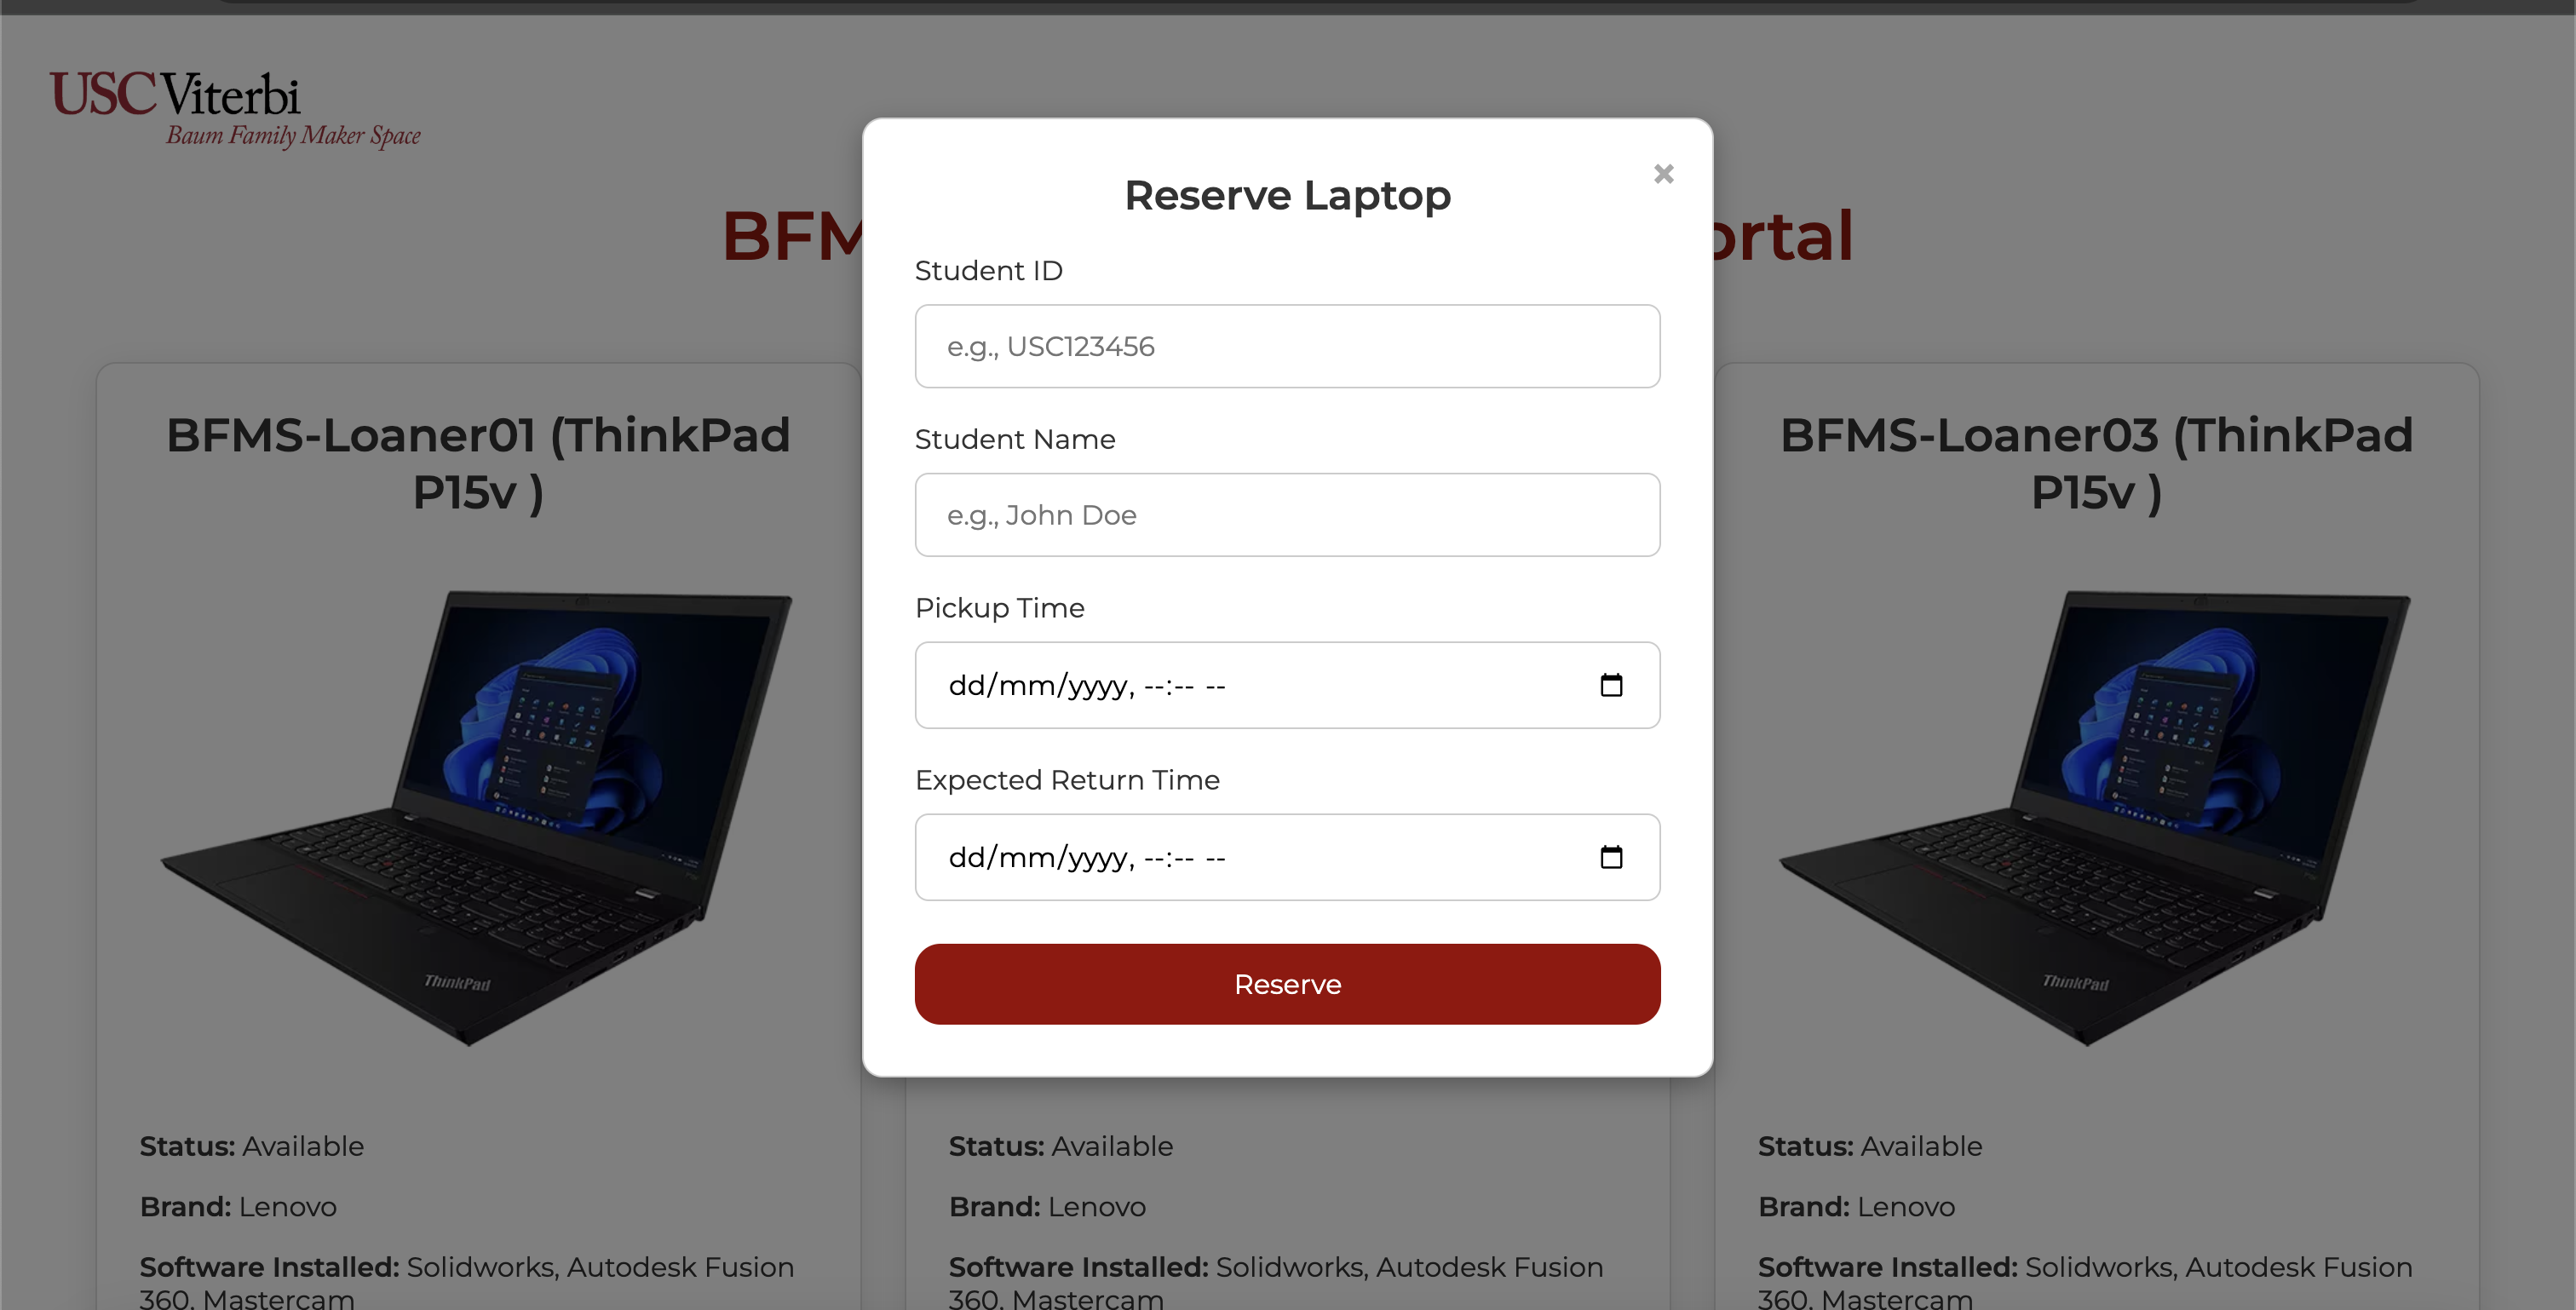 USC Viterbi
Baum Family Maker Space
Reserve Laptop
×
Student ID
e.g., USC123456
Student Name
e.g., John Doe
Pickup Time
dd/mm/yyyy, --:-- --
Expected Return Time
dd/mm/yyyy, --:-- --
Reserve
BFMS-Loaner01 (ThinkPad
P15v )
ThinkPad
Status: Available
Brand: Lenovo
Software Installed: Solidworks, Autodesk Fusion
360, Mastercam
Status: Available
Brand: Lenovo
Software Installed: Solidworks, Autodesk Fusion
360, Mastercam
BFMS-Loaner03 (ThinkPad
P15v )
ThinkPad
Status: Available
Brand: Lenovo
Software Installed: Solidworks, Autodesk Fusion
360, Mastercam